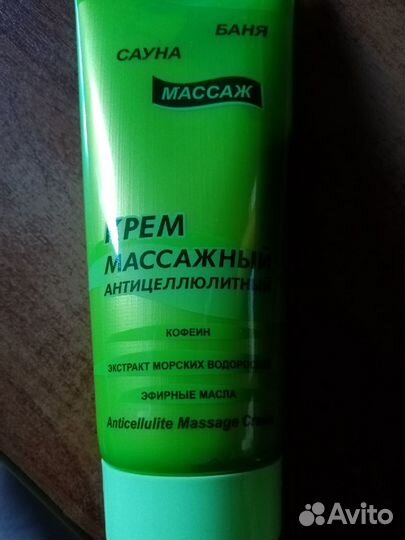 БАНЯ
САУНА
МАССАЖ
КРЕМ
МАССАЖНЫЙ
АНТИЦЕЛЛЮЛИТНЫЙ
КОФЕИН
ЭКСТРАКТ МОРСКИХ ВОДОРОСЛЕЙ
ЭФИРНЫЕ МАСЛА
Anticellulite Massage Cream
Avito